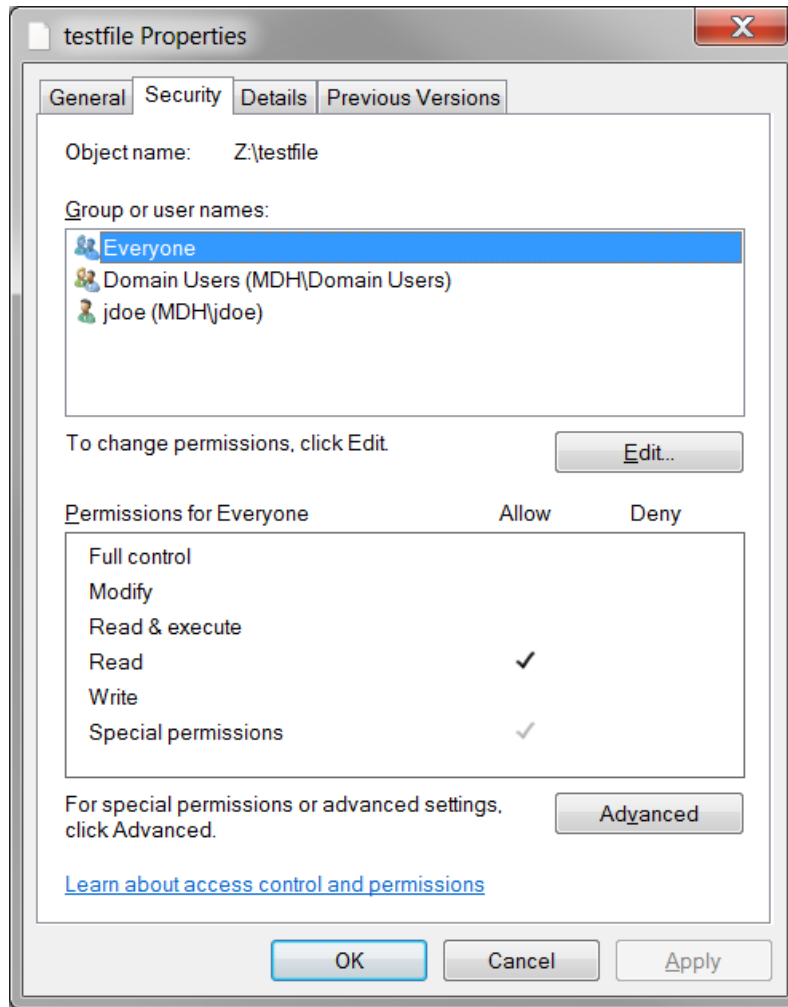 testfile Properties
General Security Details Previous Versions
Object name: Z:\testfile
Group or user names:
Everyone
Domain Users (MDH\Domain Users)
jdoe (MDH\jdoe)
To change permissions, click Edit.
Edit...
Permissions for Everyone Allow Deny
Full control
Modify
Read & execute
Read
Write
Special permissions
For special permissions or advanced settings,
click Advanced.
Advanced
Learn about access control and permissions
OK Cancel Apply